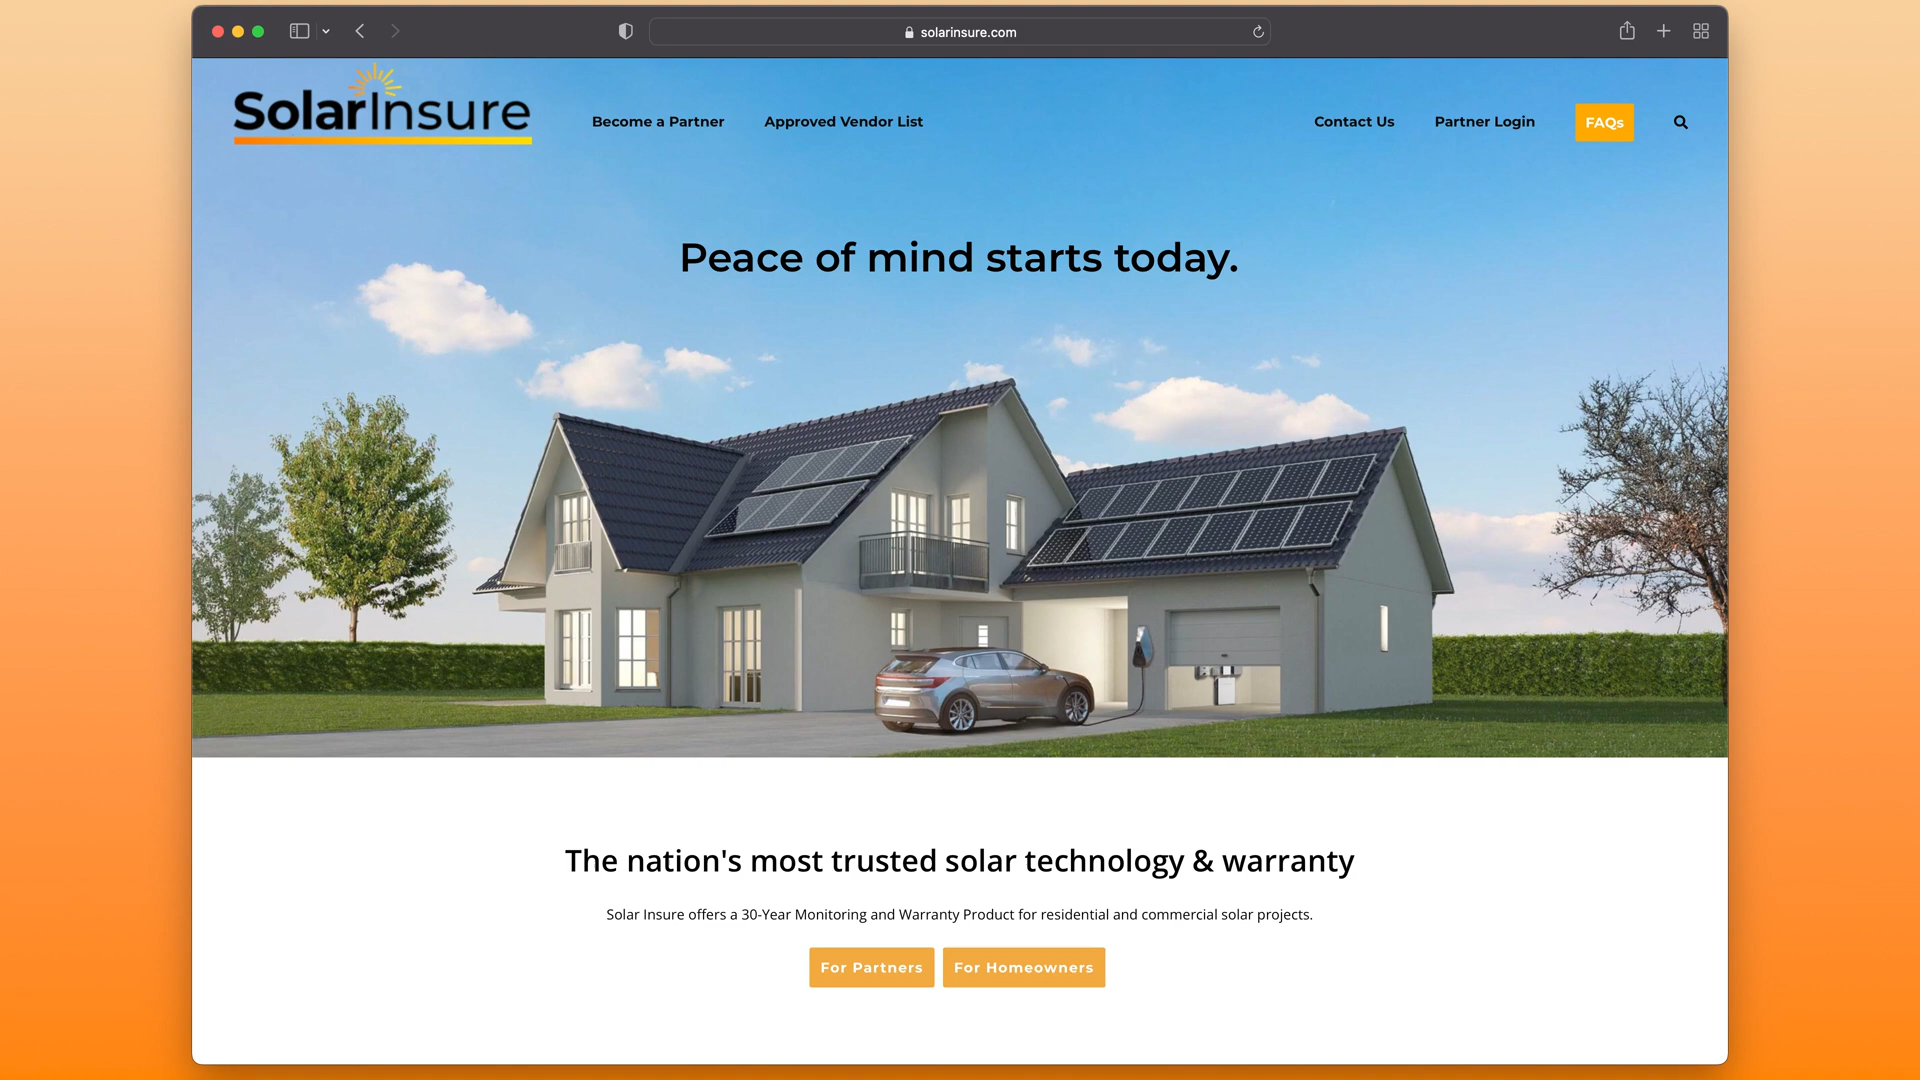 solarinsure.com
SolarInsure
Become a Partner
Approved Vendor List
Contact Us
Partner Login
FAQs
Peace of mind starts today.
The nation's most trusted solar technology & warranty
Solar Insure offers a 30-Year Monitoring and Warranty Product for residential and commercial solar projects.
For Partners
For Homeowners